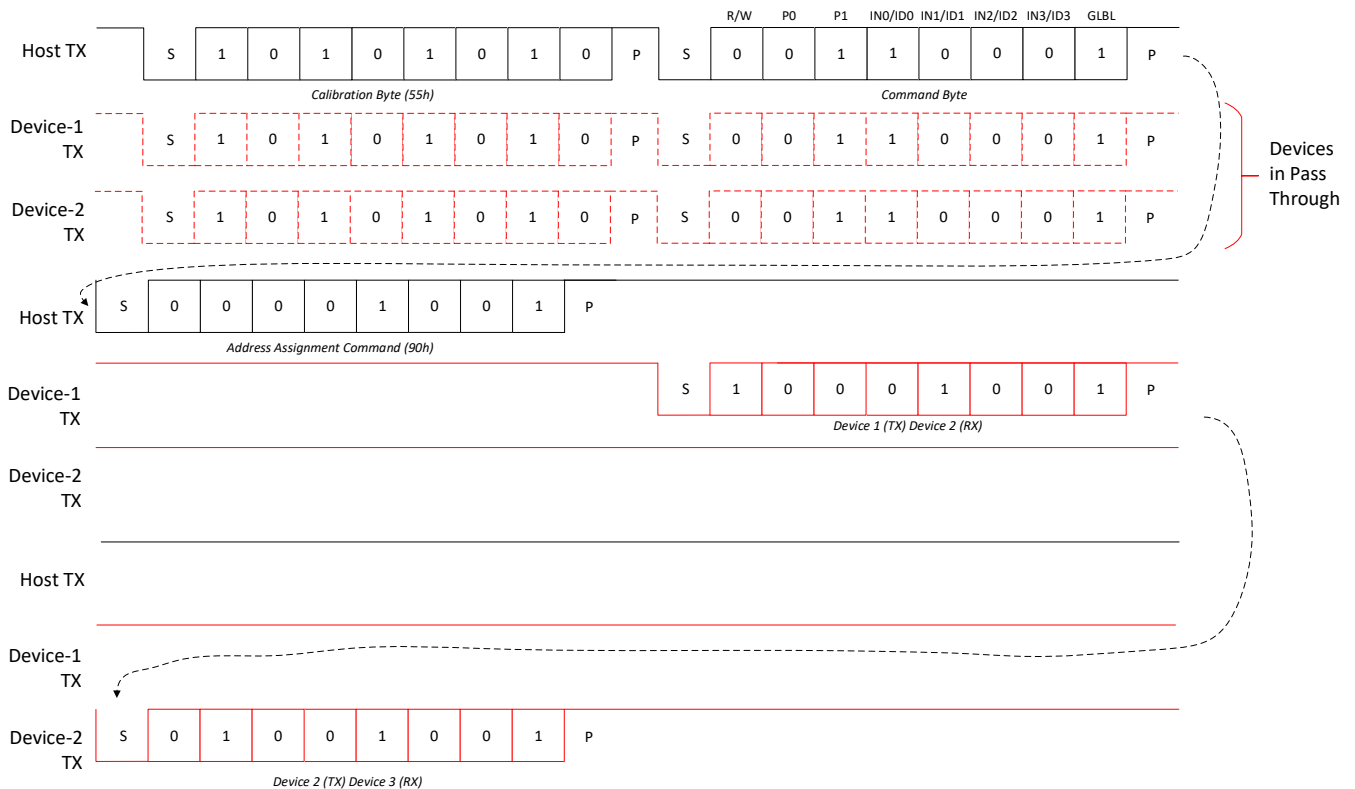 R/W P0 P1 IN0/ID0 IN1/ID1 IN2/ID2 IN3/ID3 GLBL
Host TX S 1 0 1 0 1 0 1 0 P S 0 0 1 1 0 0 0 1 P
Calibration Byte (55h) Command Byte
Device-1
TX
S 1 0 1 0 1 0 1 0 P S 0 0 1 1 0 0 0 1 P
Devices
in Pass
Through
Device-2
TX
S 1 0 1 0 1 0 1 0 P S 0 0 1 1 0 0 0 1 P
Host TX S 0 0 0 0 1 0 0 1 P
Address Assignment Command (90h)
Device-1
TX
S 1 0 0 0 1 0 0 1 P
Device 1 (TX) Device 2 (RX)
Device-2
TX
Host TX
Device-1
TX
Device-2
TX
S 0 1 0 0 1 0 0 1 P
Device 2 (TX) Device 3 (RX)